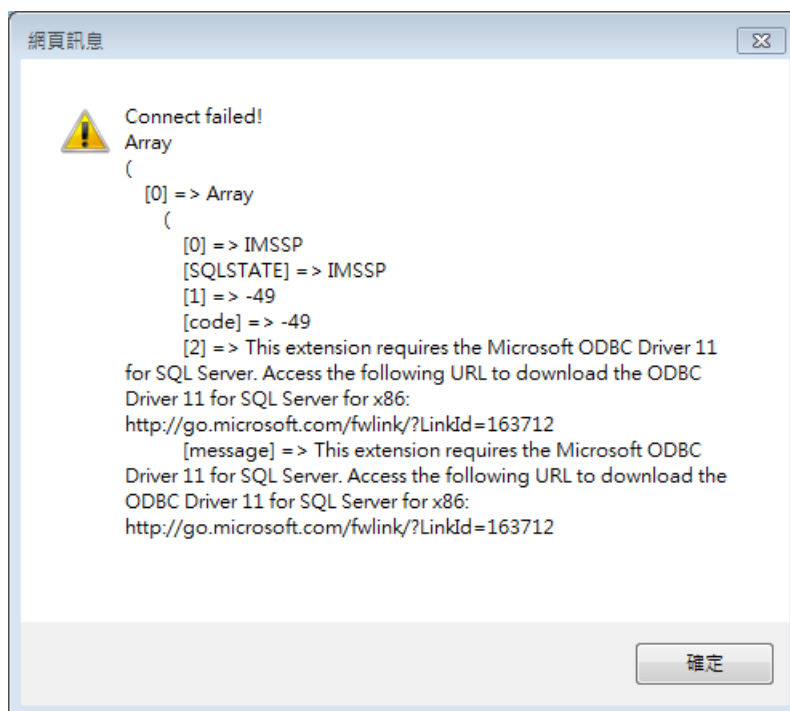 網頁訊息
Connect failed!
Array
(
[0] => Array
(
[0] => IMSSP
[SQLSTATE] => IMSSP
[1] => -49
[code] => -49
[2] => This extension requires the Microsoft ODBC Driver 11
for SQL Server. Access the following URL to download the ODBC
Driver 11 for SQL Server for x86:
http://go.microsoft.com/fwlink/?LinkId=163712
[message] => This extension requires the Microsoft ODBC
Driver 11 for SQL Server. Access the following URL to download the
ODBC Driver 11 for SQL Server for x86:
http://go.microsoft.com/fwlink/?LinkId=163712
確定